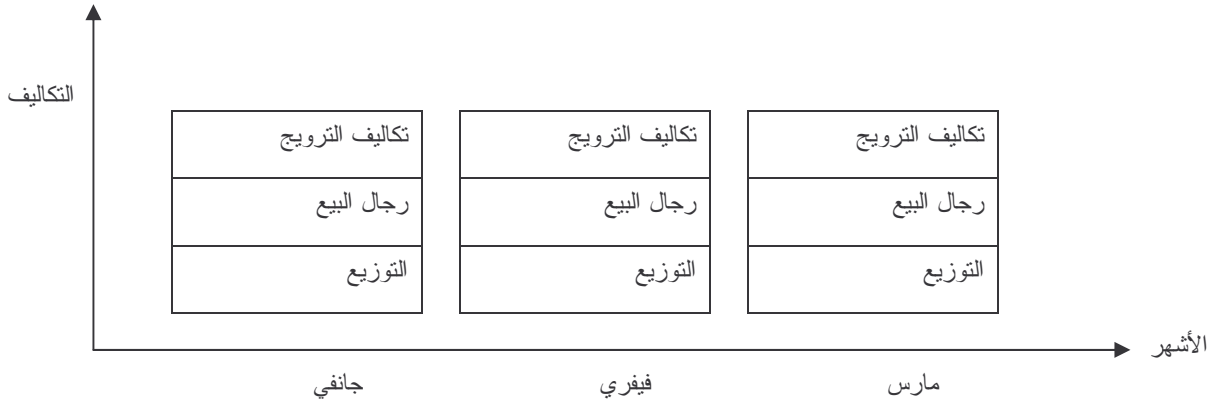 التكاليف
تكاليف الترويج
رجال البيع
التوزيع
تكاليف الترويج
رجال البيع
التوزيع
تكاليف الترويج
رجال البيع
التوزيع
الأشهر
جانفي
فيفري
مارس